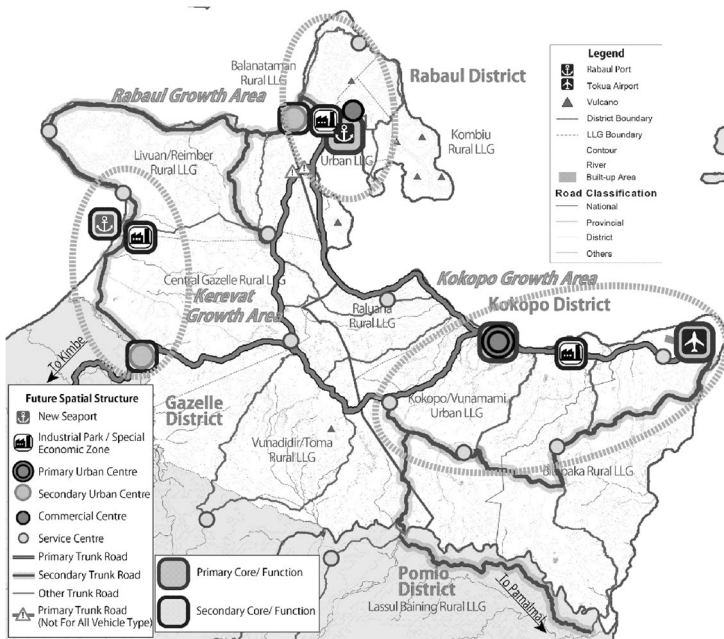 Balanataman
Rural LLG
Rabaul District
Rabaul Growth Area
Kombiu
Rural LLG
Urban LLG
Livuan/Reimber
Rural LLG
Legend
Rabaul Port
Tokua Airport
Vulcano
District Boundary
LLG Boundary
Contour
River
Built-up Area
Road Classification
National
Provincial
District
Others
Central Gazelle Rural LLG
Kerevat
Growth Area
Kokopo Growth Area
Kokopo District
Raluana
Rural LLG
To Kimbe
Gazelle
District
Kokopo/Vunamami
Urban LLG
Vunadidir/Toma
Rural LLG
Rural LLG
Pomio
District
Lassul Baining Rural LLG
Future Spatial Structure
New Seaport
Industrial Park / Special
Economic Zone
Primary Urban Centre
Secondary Urban Centre
Commercial Centre
Service Centre
Primary Trunk Road
Secondary Trunk Road
Other Trunk Road
Primary Trunk Road
(Not For All Vehicle Type)
Primary Core/ Function
Secondary Core/ Function